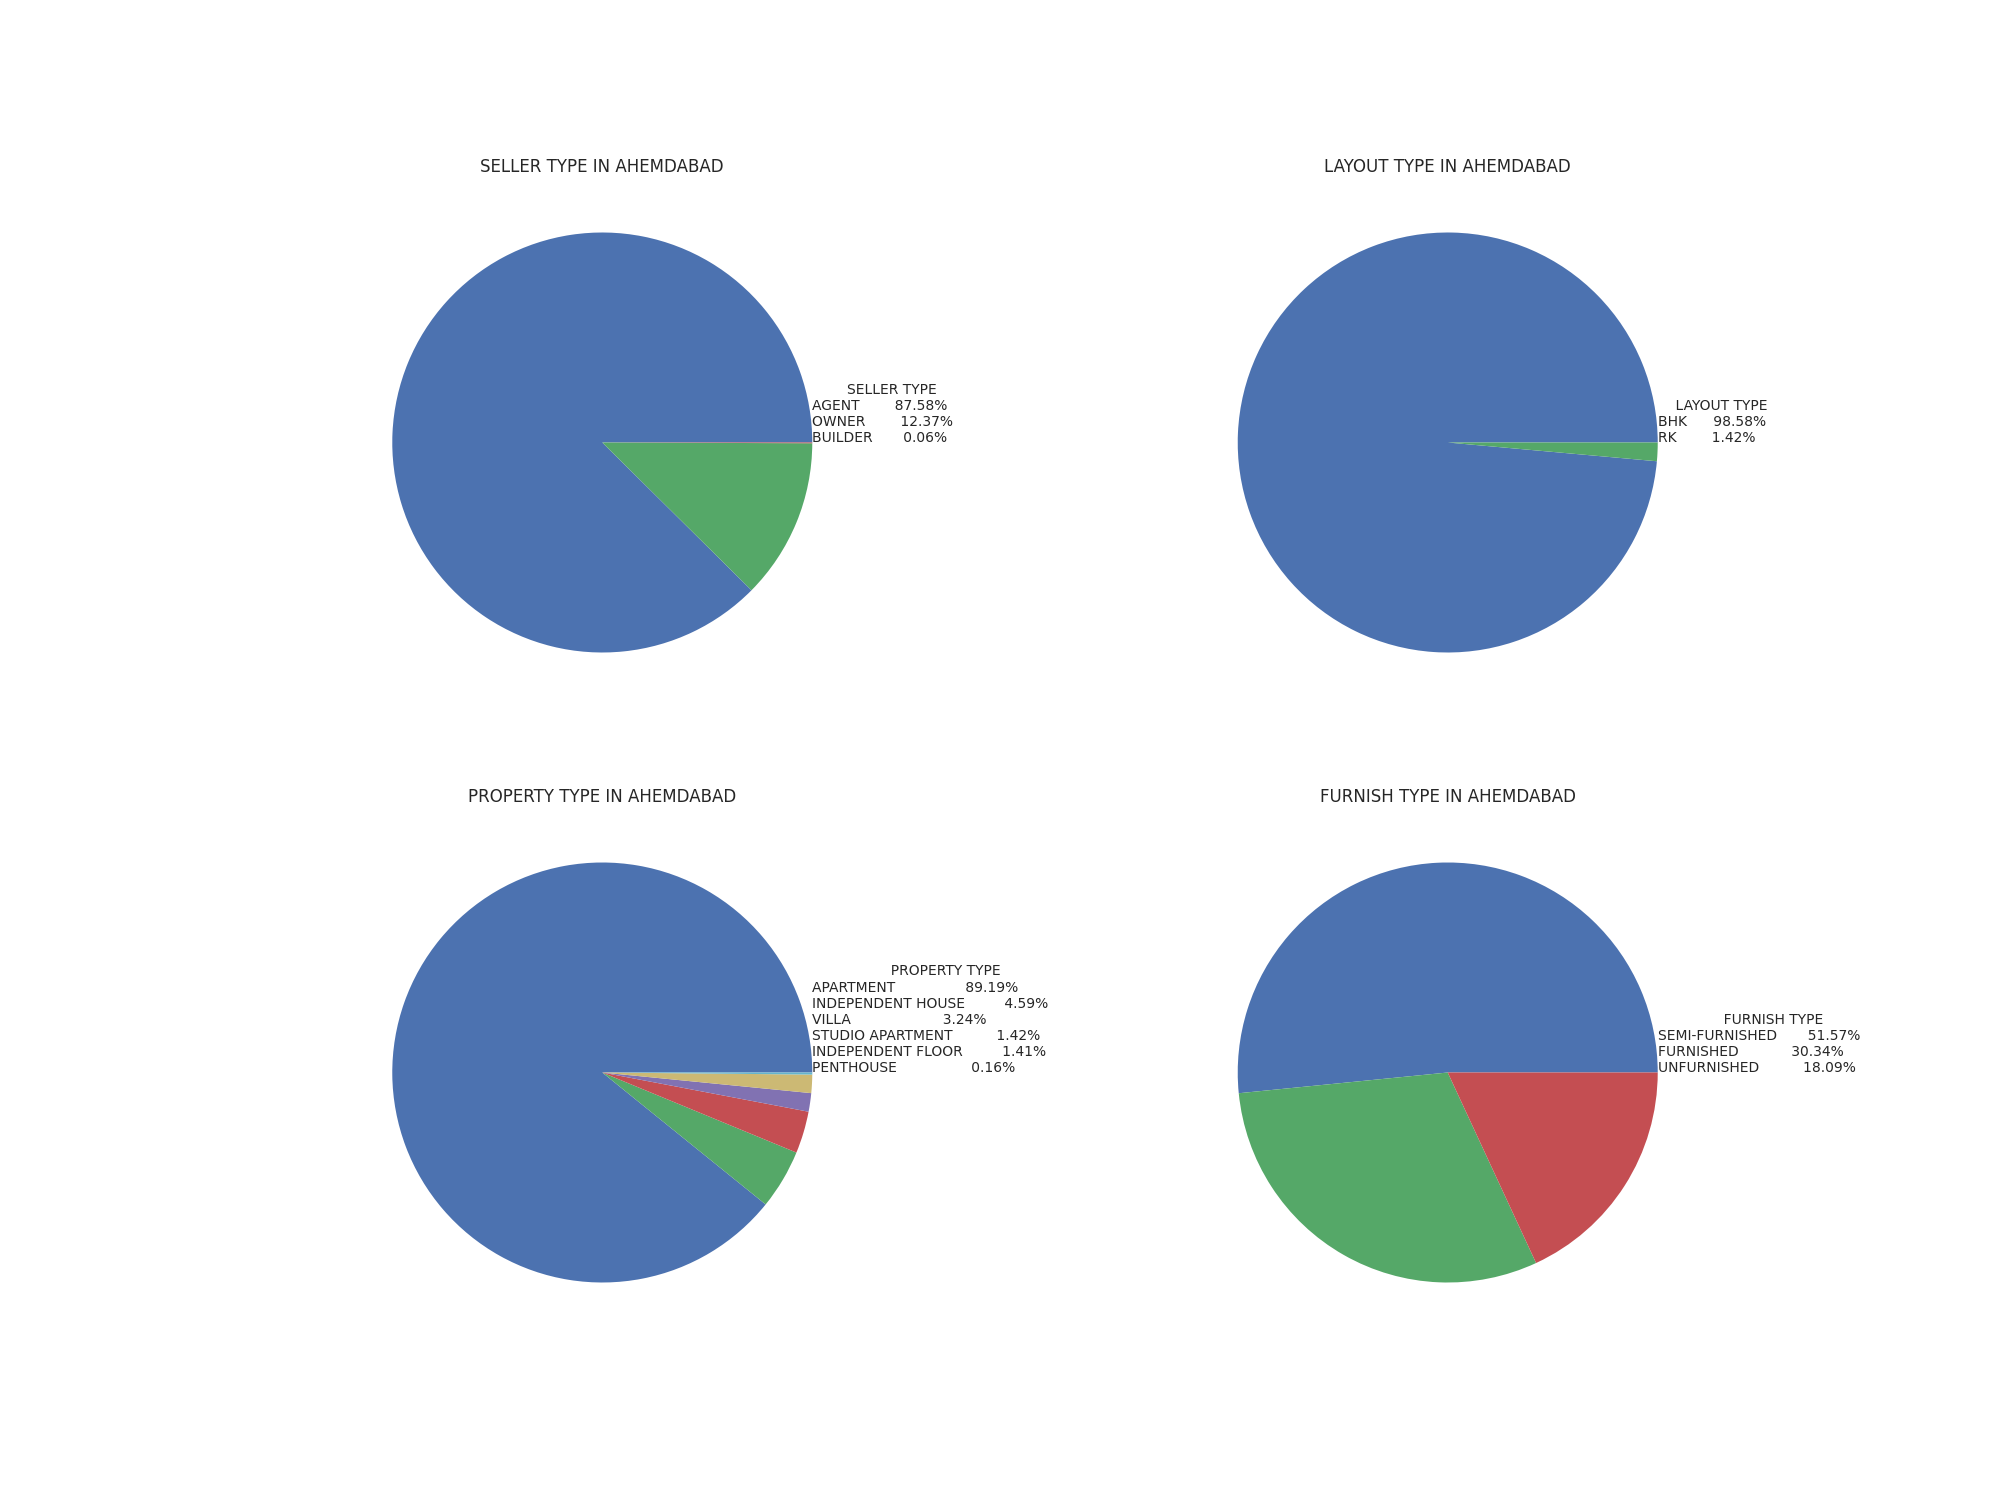 SELLER TYPE IN AHEMDABAD
SELLER TYPE
AGENT 87.58%
OWNER 12.37%
BUILDER 0.06%
LAYOUT TYPE IN AHEMDABAD
LAYOUT TYPE
BHK 98.58%
RK 1.42%
PROPERTY TYPE IN AHEMDABAD
PROPERTY TYPE
APARTMENT 89.19%
INDEPENDENT HOUSE 4.59%
VILLA 3.24%
STUDIO APARTMENT 1.42%
INDEPENDENT FLOOR 1.41%
PENTHOUSE 0.16%
FURNISH TYPE IN AHEMDABAD
FURNISH TYPE
SEMI-FURNISHED 51.57%
FURNISHED 30.34%
UNFURNISHED 18.09%